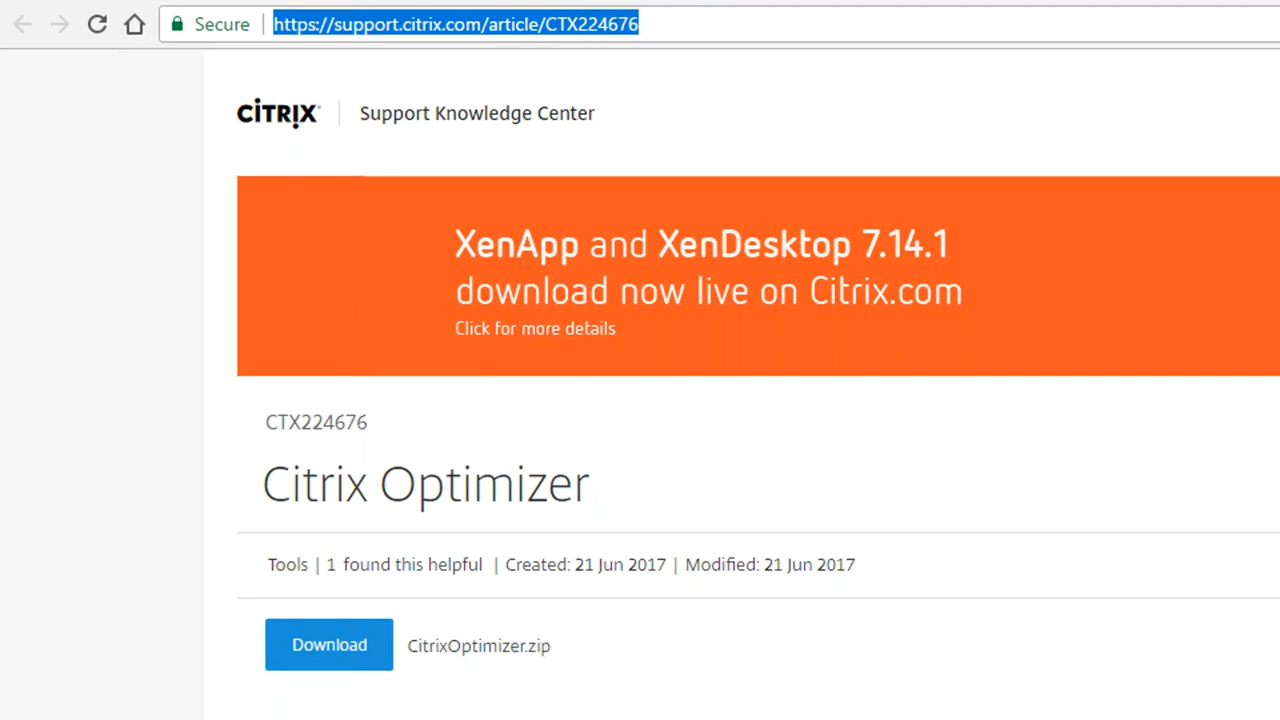 Secure https://support.citrix.com/article/CTX224676
CİTRIX® Support Knowledge Center
XenApp and XenDesktop 7.14.1
download now live on Citrix.com
Click for more details
CTX224676
Citrix Optimizer
Tools | 1 found this helpful | Created: 21 Jun 2017 | Modified: 21 Jun 2017
Download CitrixOptimizer.zip